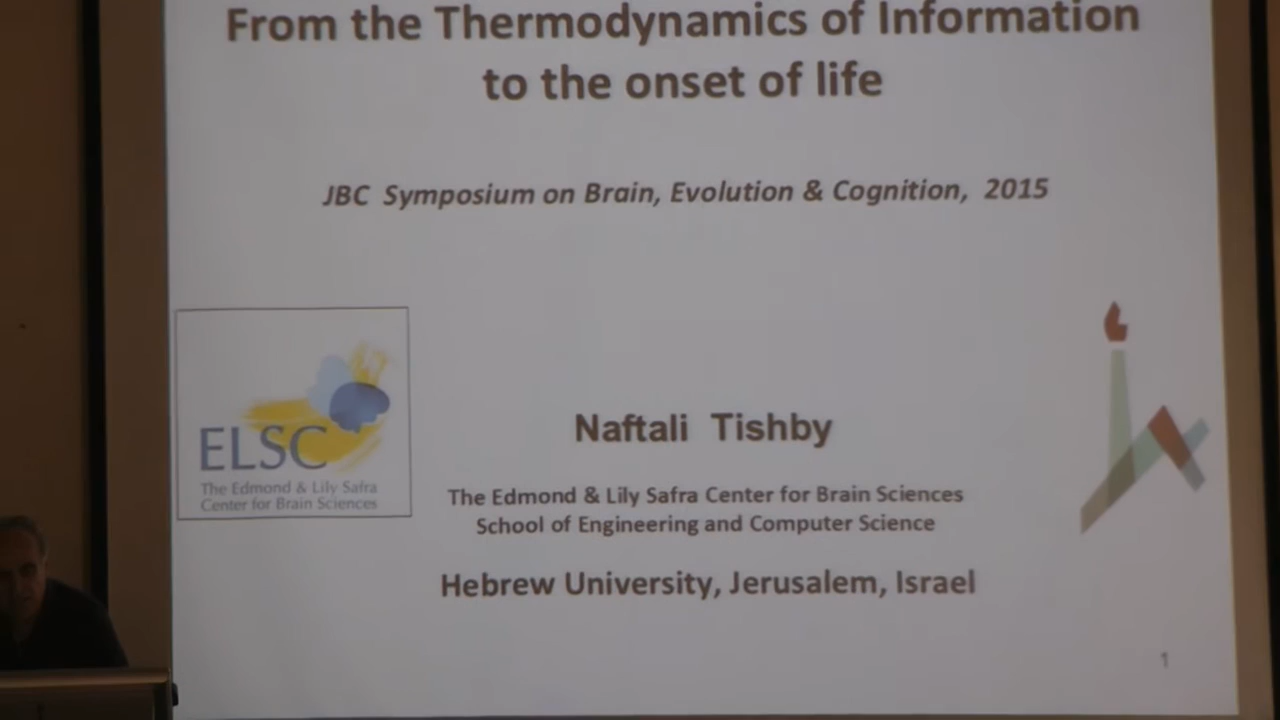 From the Thermodynamics of Information
to the onset of life
JBC Symposium on Brain, Evolution & Cognition, 2015
ELSC
The Edmond & Lily Safra
Center for Brain Sciences
Naftali Tishby
The Edmond & Lily Safra Center for Brain Sciences
School of Engineering and Computer Science
Hebrew University, Jerusalem, Israel
1